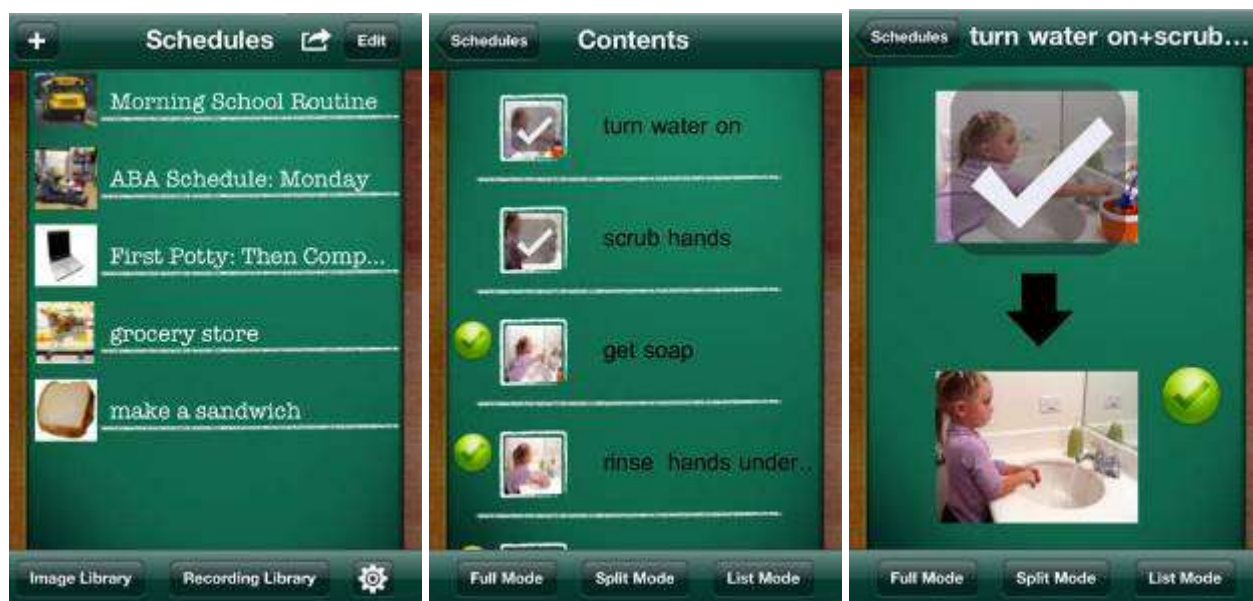 + Schedules Edit
Morning School Routine
ABA Schedule: Monday
First Potty: Then Comp...
grocery store
make a sandwich
Image Library Recording Library
Schedules Contents
turn water on
scrub hands
get soap
rinse hands under..
Full Mode Split Mode List Mode
Schedules turn water on+scrub...
Full Mode Split Mode List Mode